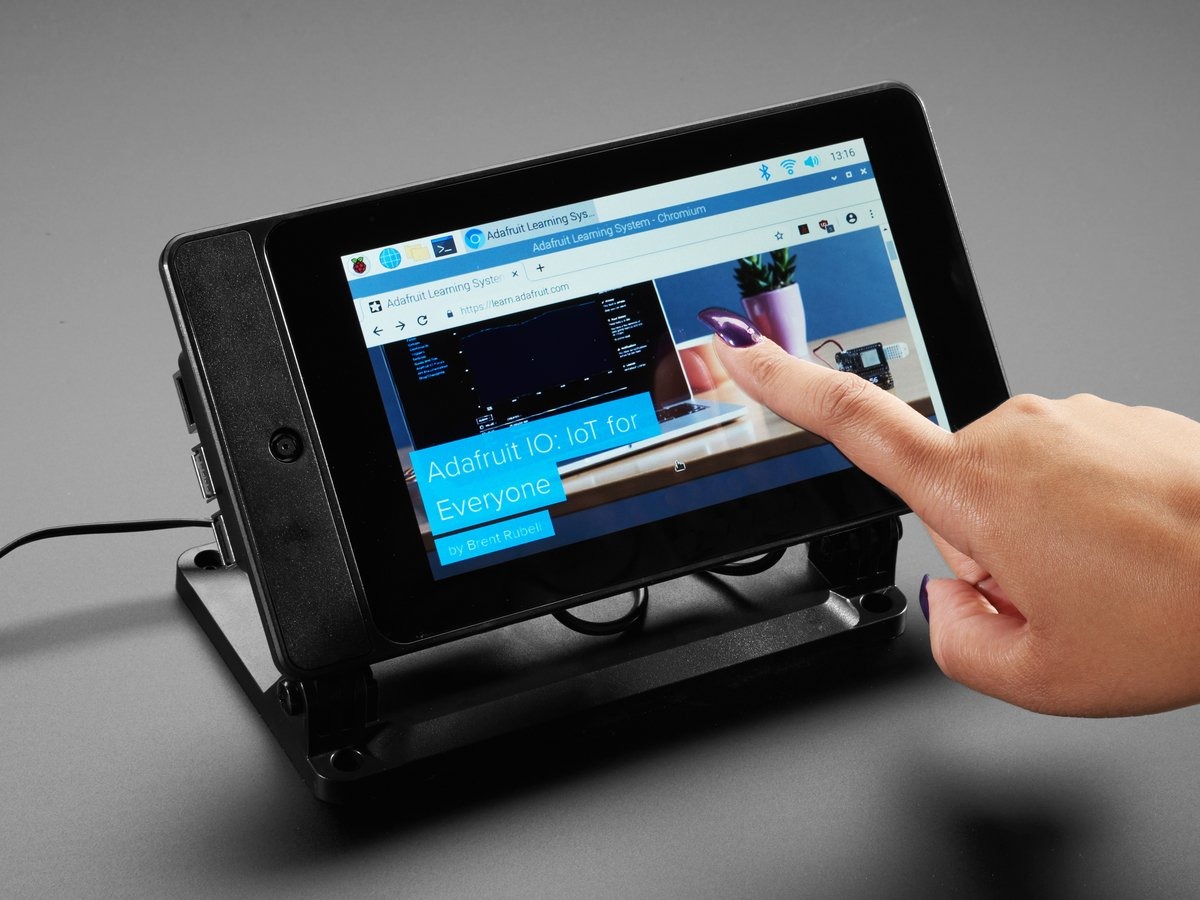 Adafruit Learning Sys...
13:16
Adafruit Learning System - Chromium
Adafruit Learning System
https://learn.adafruit.com
Adafruit IO: IoT for
Everyone
by Brent Rubell